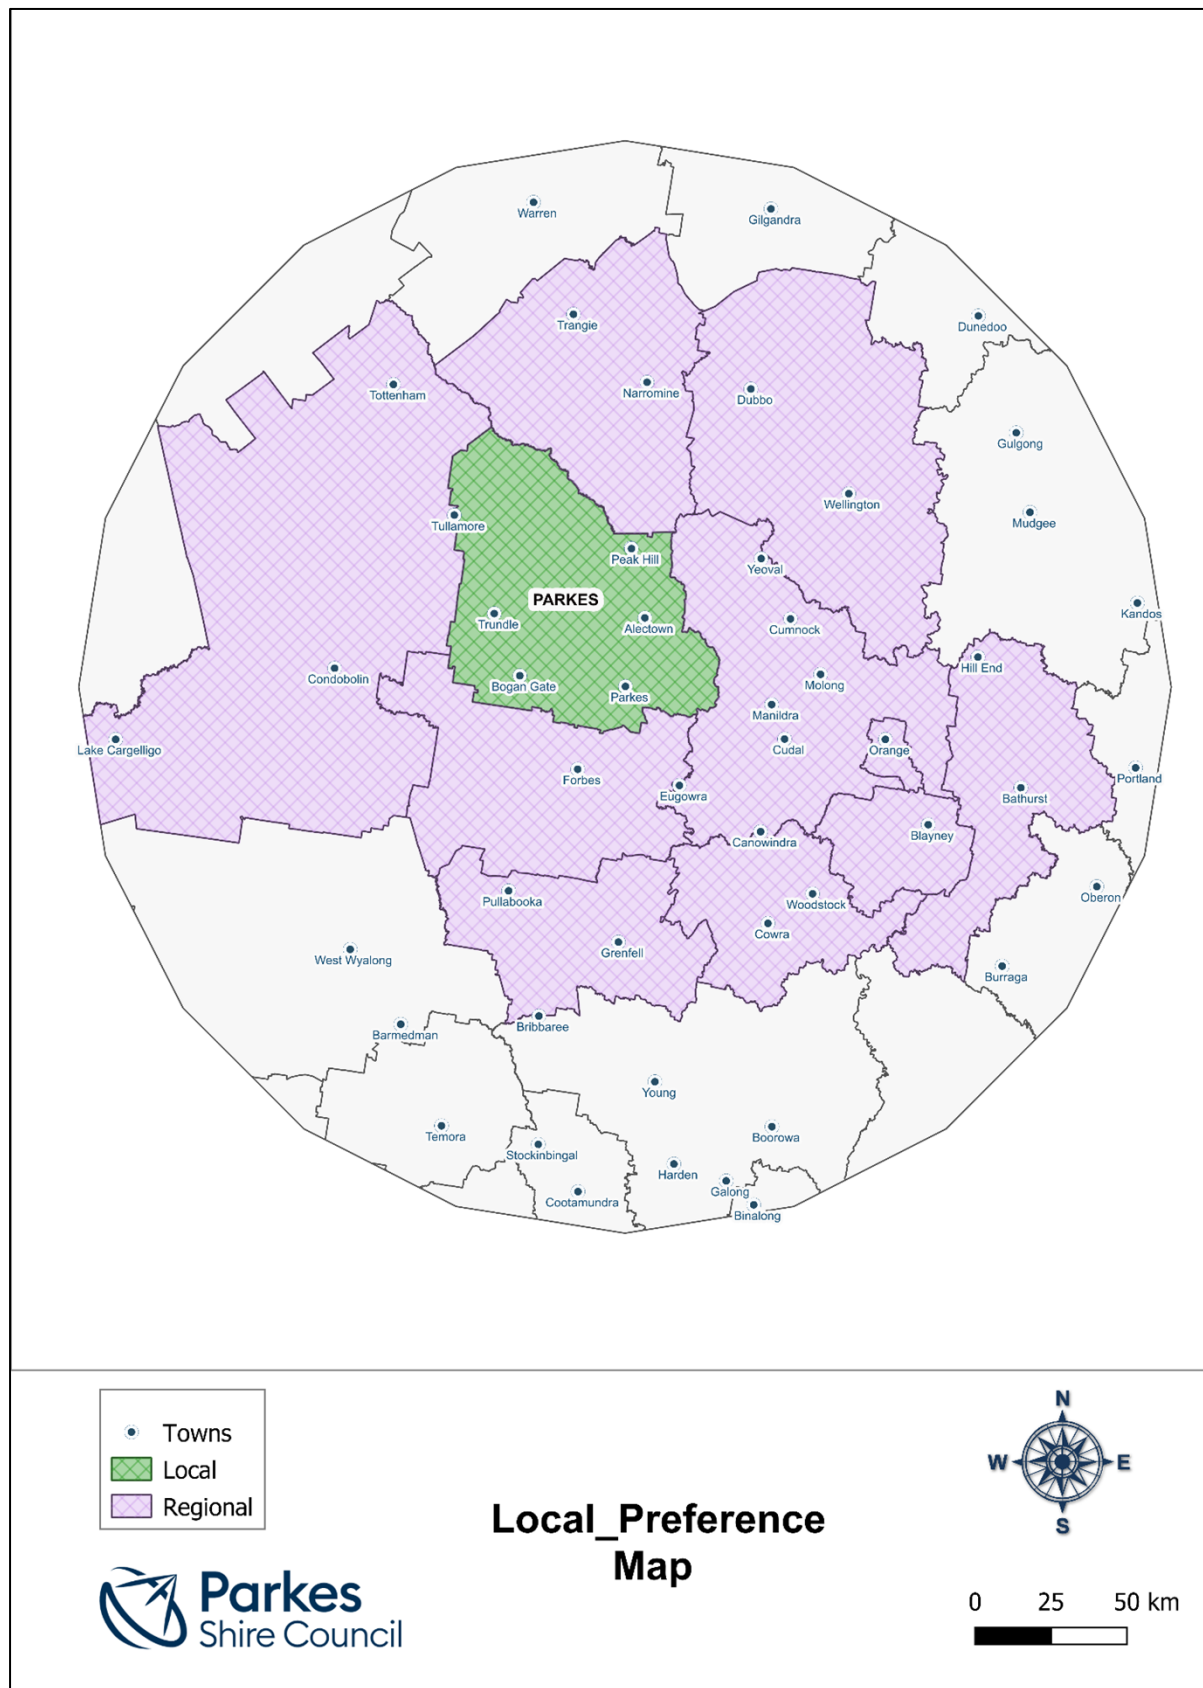 Warren
Gilgandra
Trangie
Dunedoo
Tottenham
Narromine
Dubbo
Gulgong
Wellington
Mudgee
Tullamore
Peak Hill
Yeoval
PARKES
Kandos
Trundle
Alectown
Cumnock
Hill End
Condobolin
Bogan Gate
Parkes
Molong
Manildra
Lake Cargelligo
Cudal
Orange
Forbes
Portland
Eugowra
Bathurst
Canowindra
Blayney
Pullabooka
Woodstock
Oberon
Cowra
Grenfell
West Wyalong
Burraga
Bribbaree
Barmedman
Young
Temora
Boorowa
Stockinbingal
Harden
Galong
Cootamundra
Binalong
Towns
Local
Regional
Local_Preference
Map
N
W
E
S
0 25 50 km
Parkes
Shire Council